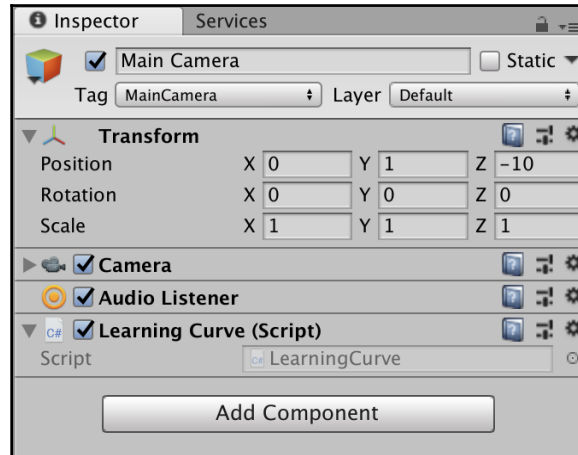 Inspector Services
Main Camera Static
Tag MainCamera Layer Default
Transform
Position X 0 Y 1 Z -10
Rotation X 0 Y 0 Z 0
Scale X 1 Y 1 Z 1
Camera
Audio Listener
C# Learning Curve (Script)
Script C# LearningCurve
Add Component